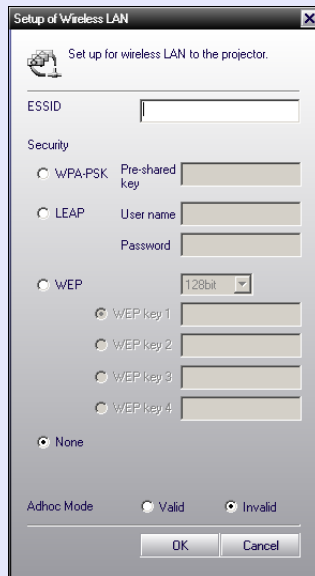 Setup of Wireless LAN
Set up for wireless LAN to the projector.
ESSID
Security
WPA-PSK Pre-shared key
LEAP User name
Password
WEP 128bit
WEP key 1
WEP key 2
WEP key 3
WEP key 4
None
Adhoc Mode Valid Invalid
OK Cancel